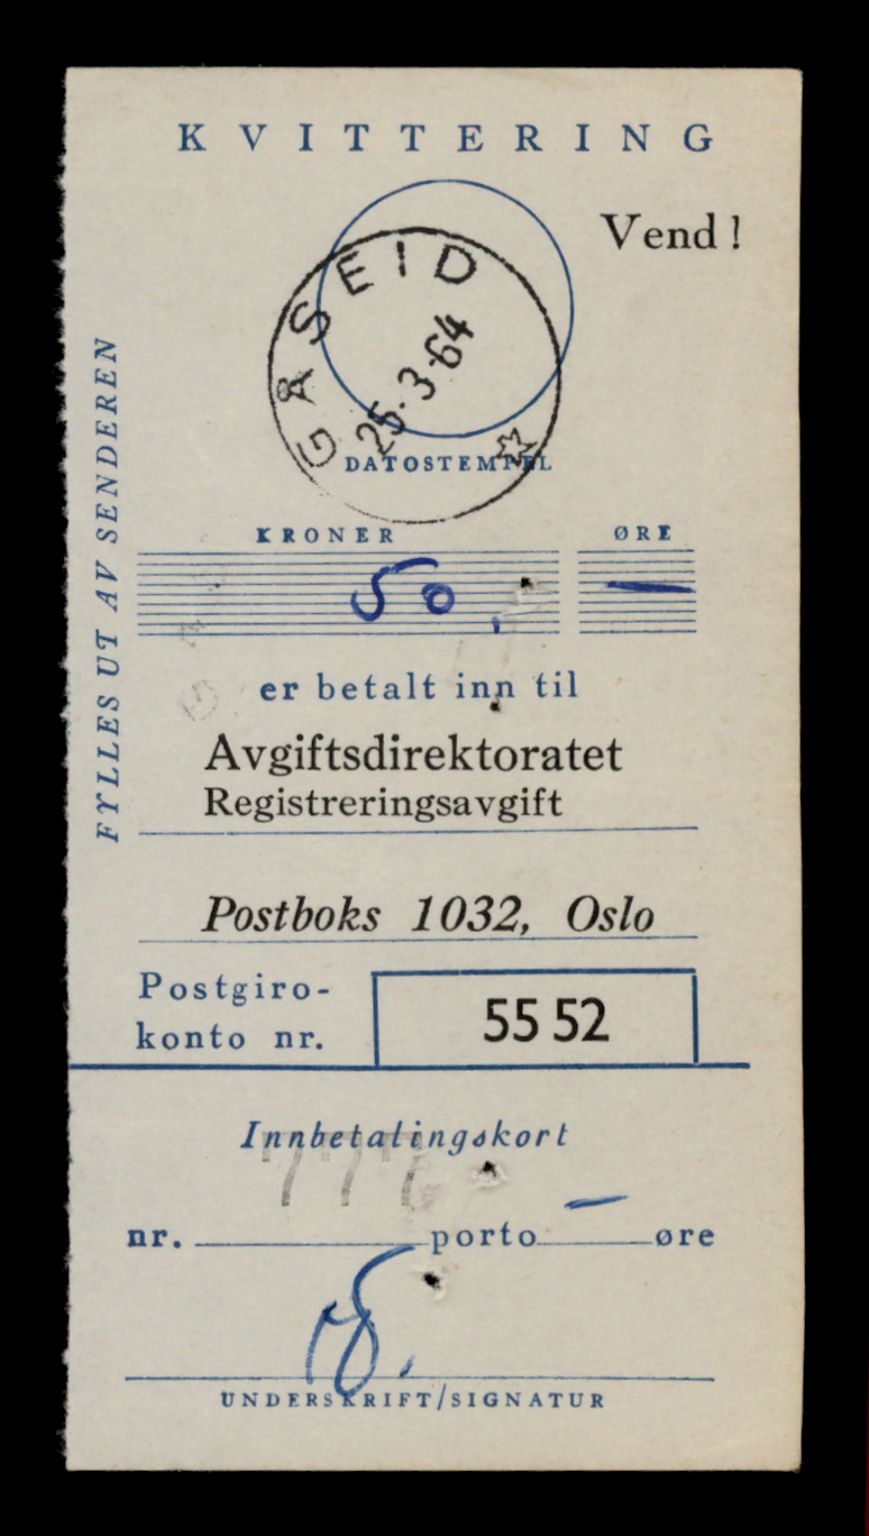 KVITTERING
Vend!
GÅSEID
25.3.64
DATOSTEMPEL
FYLLES UT AV SENDEREN
KRONER ØRE
50, —
er betalt inn til
Avgiftsdirektoratet
Registreringsavgift
Postboks 1032, Oslo
Postgiro-
konto nr.
55 52
Innbetalingskort
nr. porto — øre
UNDERSKRIFT/SIGNATUR